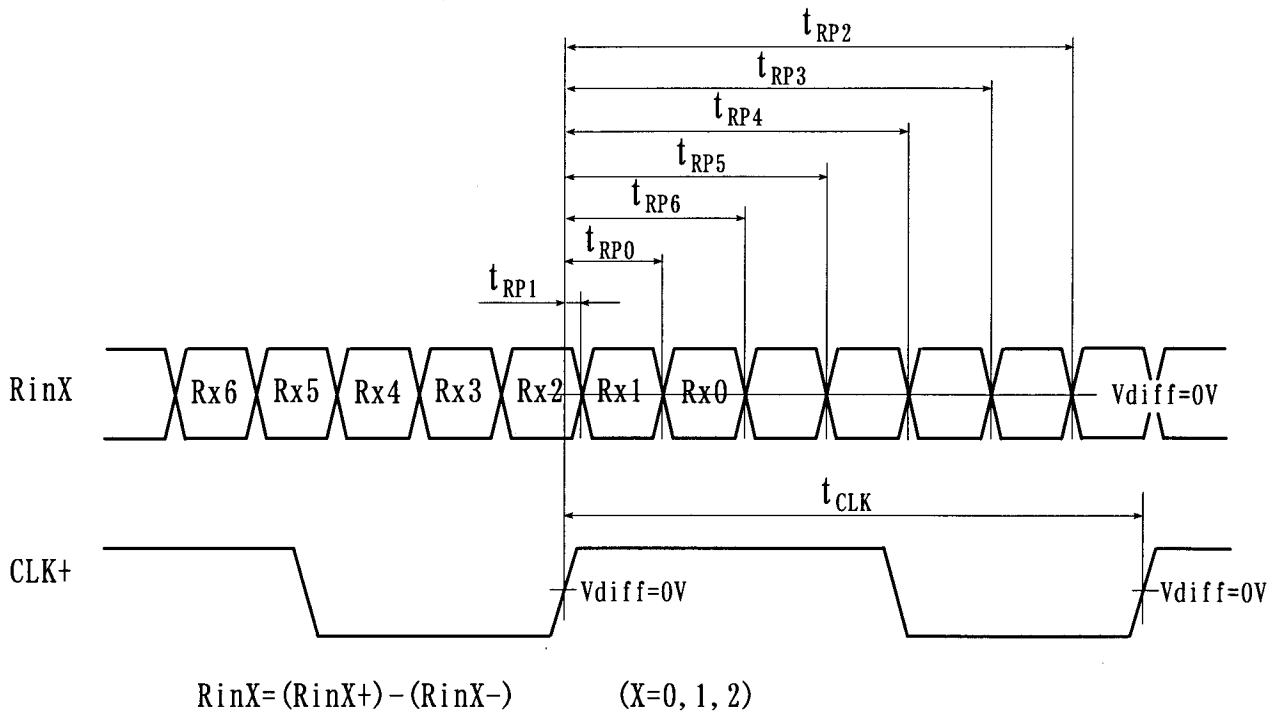 tRP2
tRP3
tRP4
tRP5
tRP6
tRP0
tRP1
RinX Rx6 Rx5 Rx4 Rx3 Rx2 Rx1 Rx0 Vdiff=0V
tCLK
CLK+ Vdiff=0V Vdiff=0V
RinX=(RinX+)-(RinX-) (X=0,1,2)